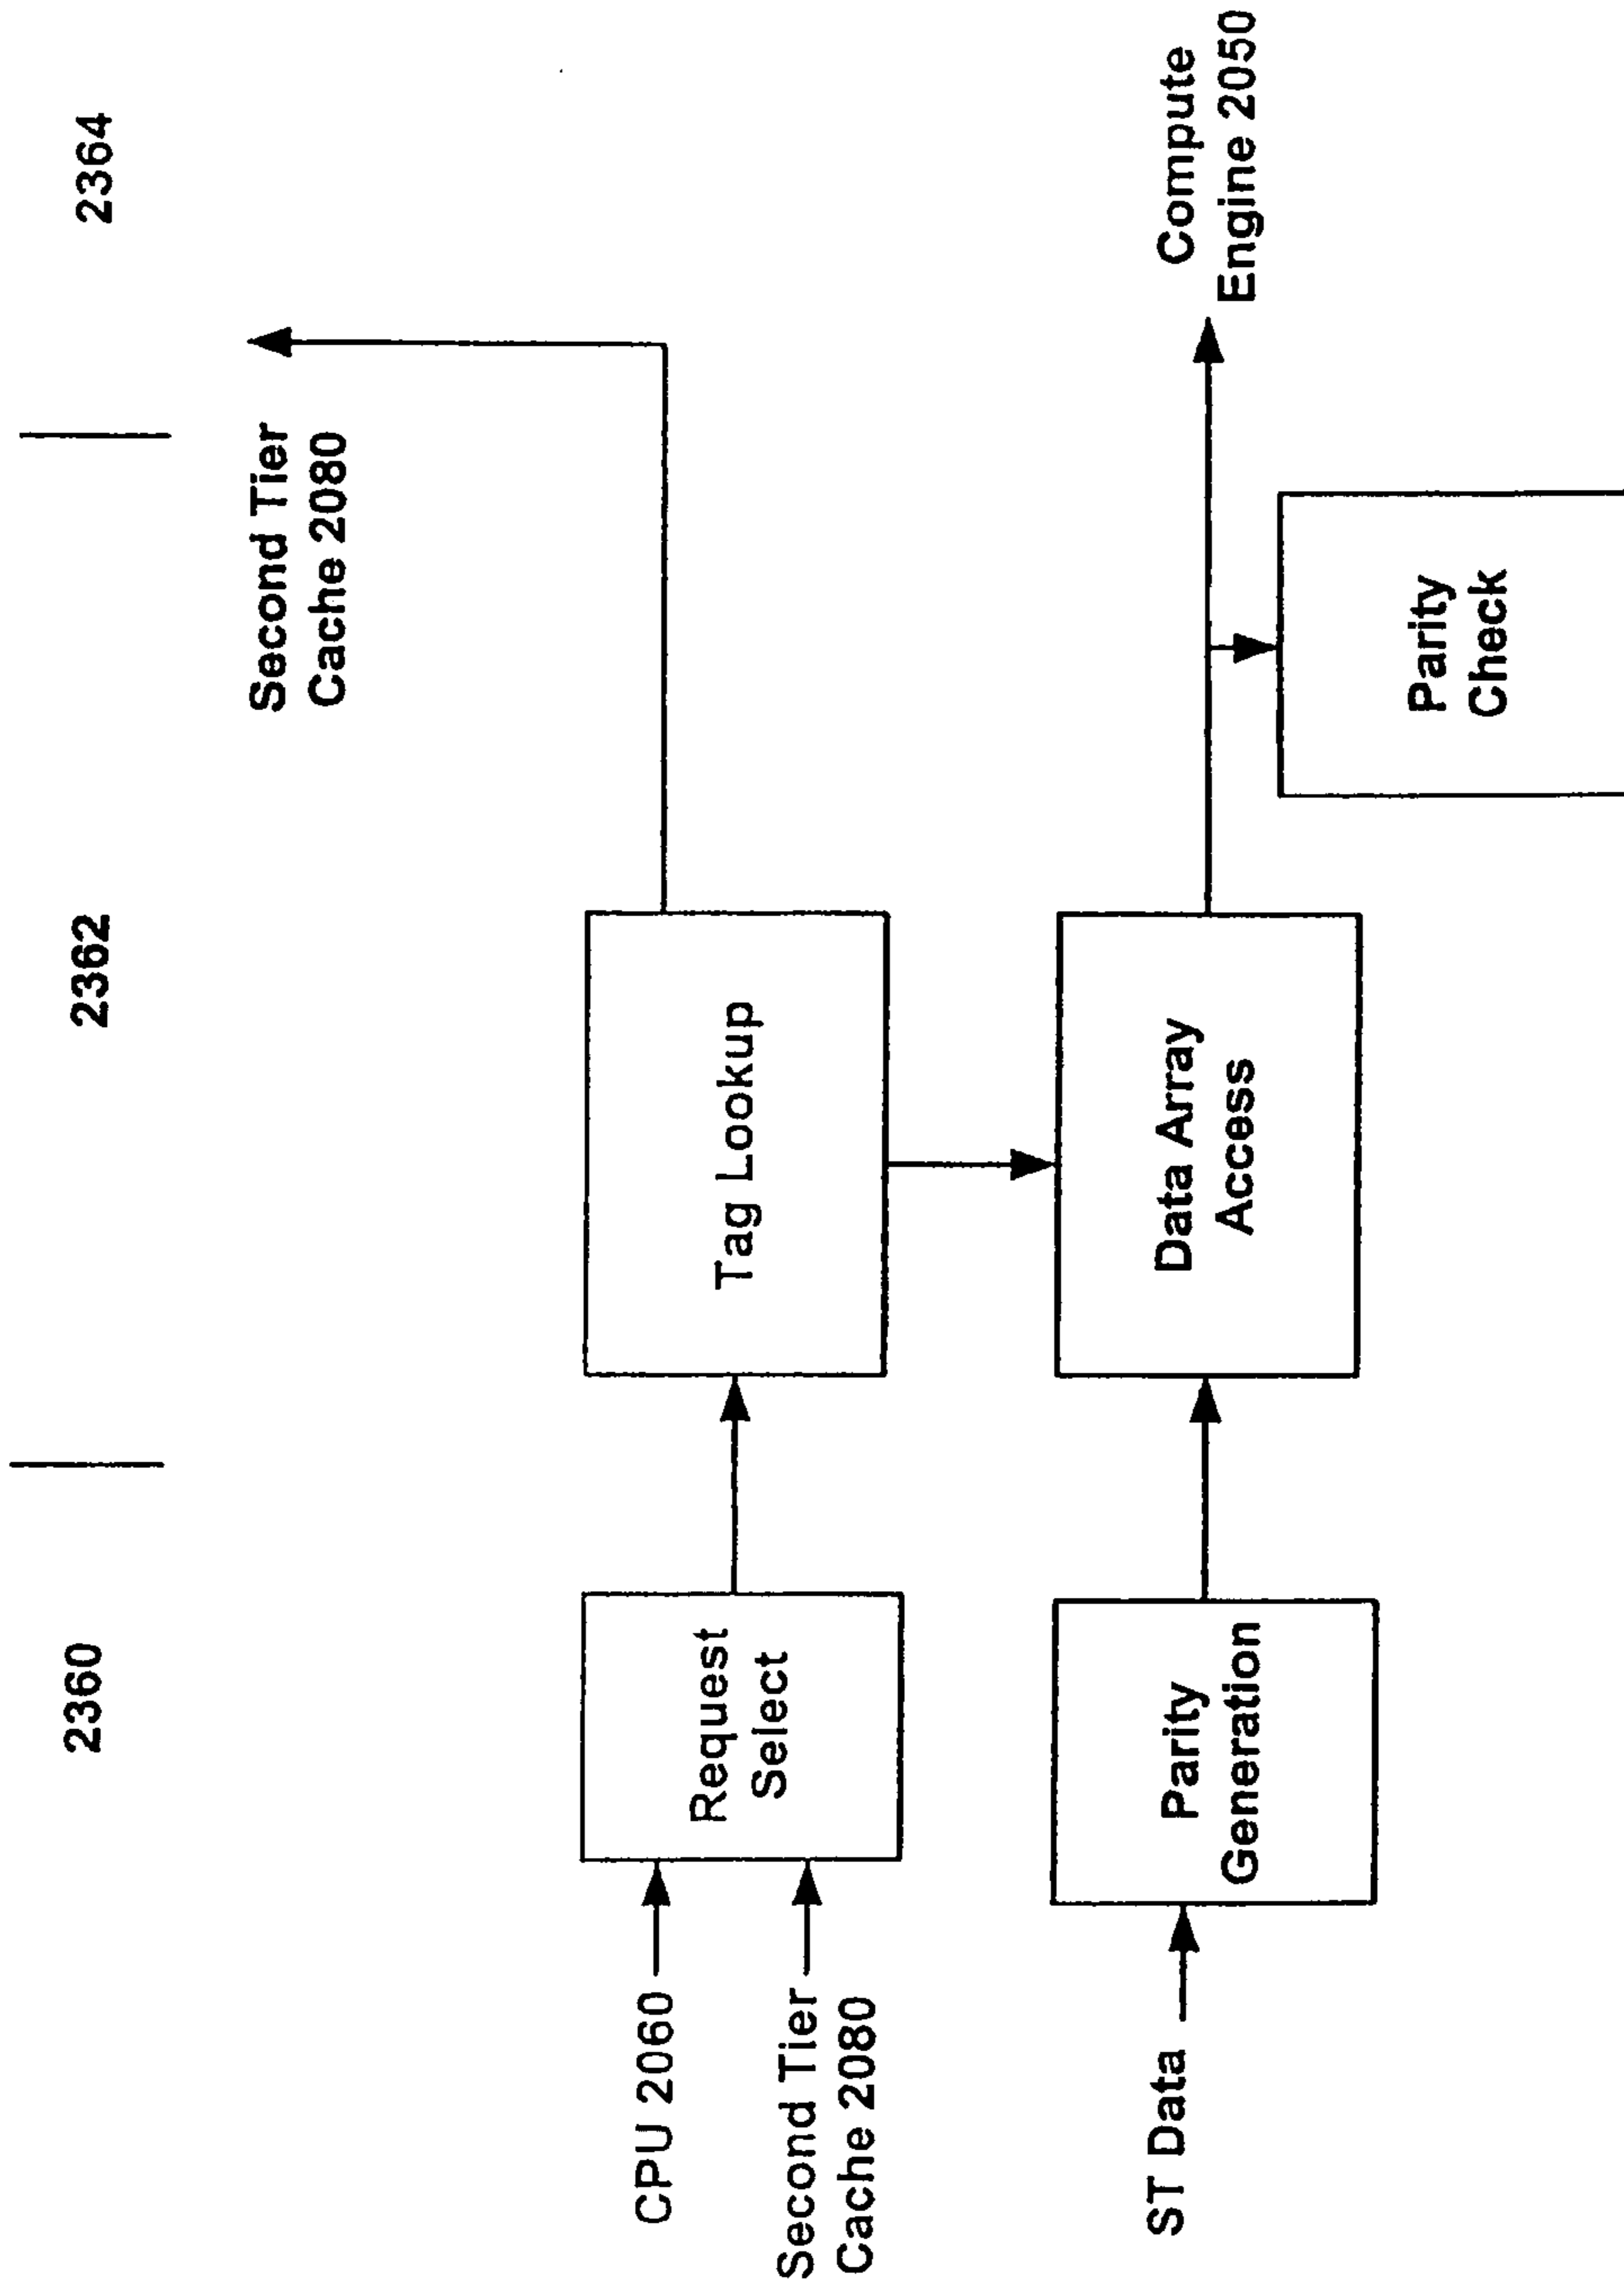 2360
2362
2364
Second Tier
Cache 2080
CPU 2060
Second Tier
Cache 2080
Request
Select
Tag Lookup
ST Data
Parity
Generation
Data Array
Access
Compute
Engine 2050
Parity
Check